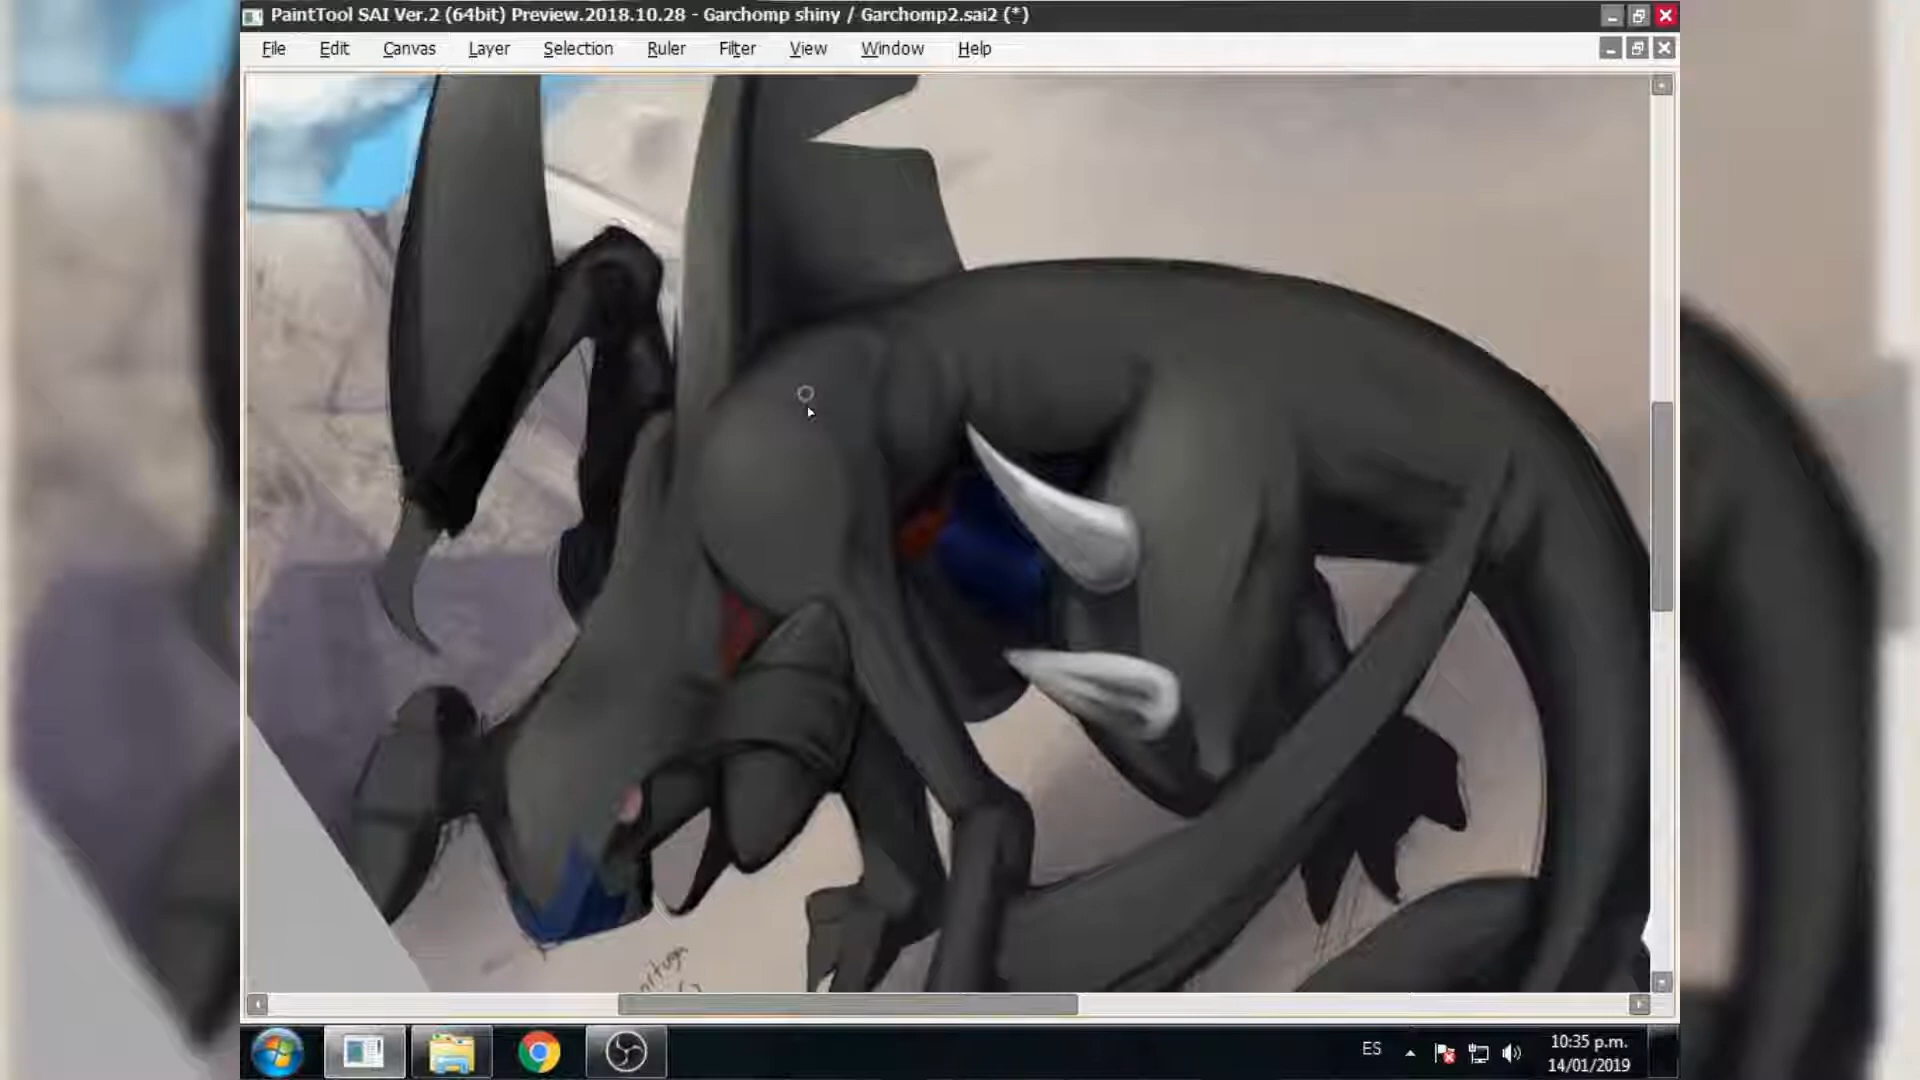 PaintTool SAI Ver.2 (64bit) Preview.2018.10.28 - Garchomp shiny / Garchomp2.sai2 (*)
File Edit Canvas Layer Selection Ruler Filter View Window Help
ES
10:35 p.m.
14/01/2019